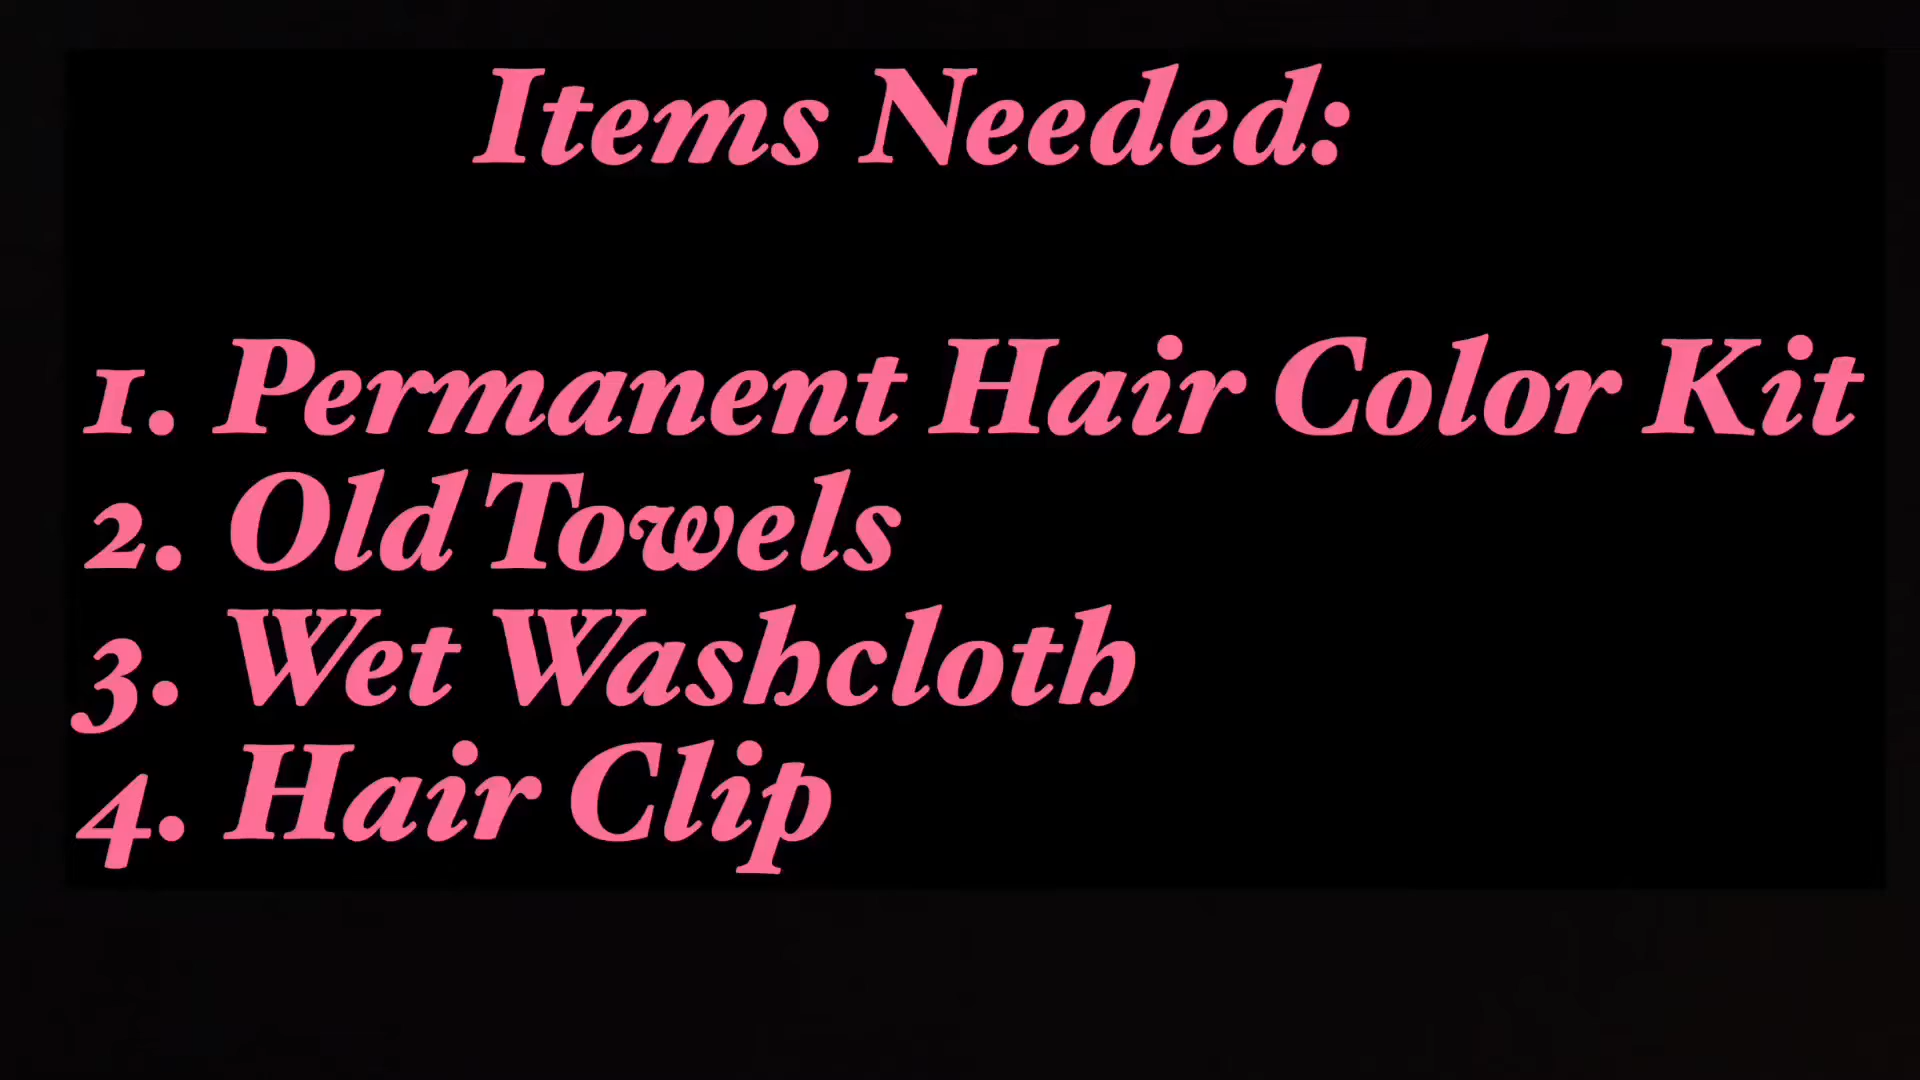 Items Needed:
1. Permanent Hair Color Kit
2. Old Towels
3. Wet Washcloth
4. Hair Clip